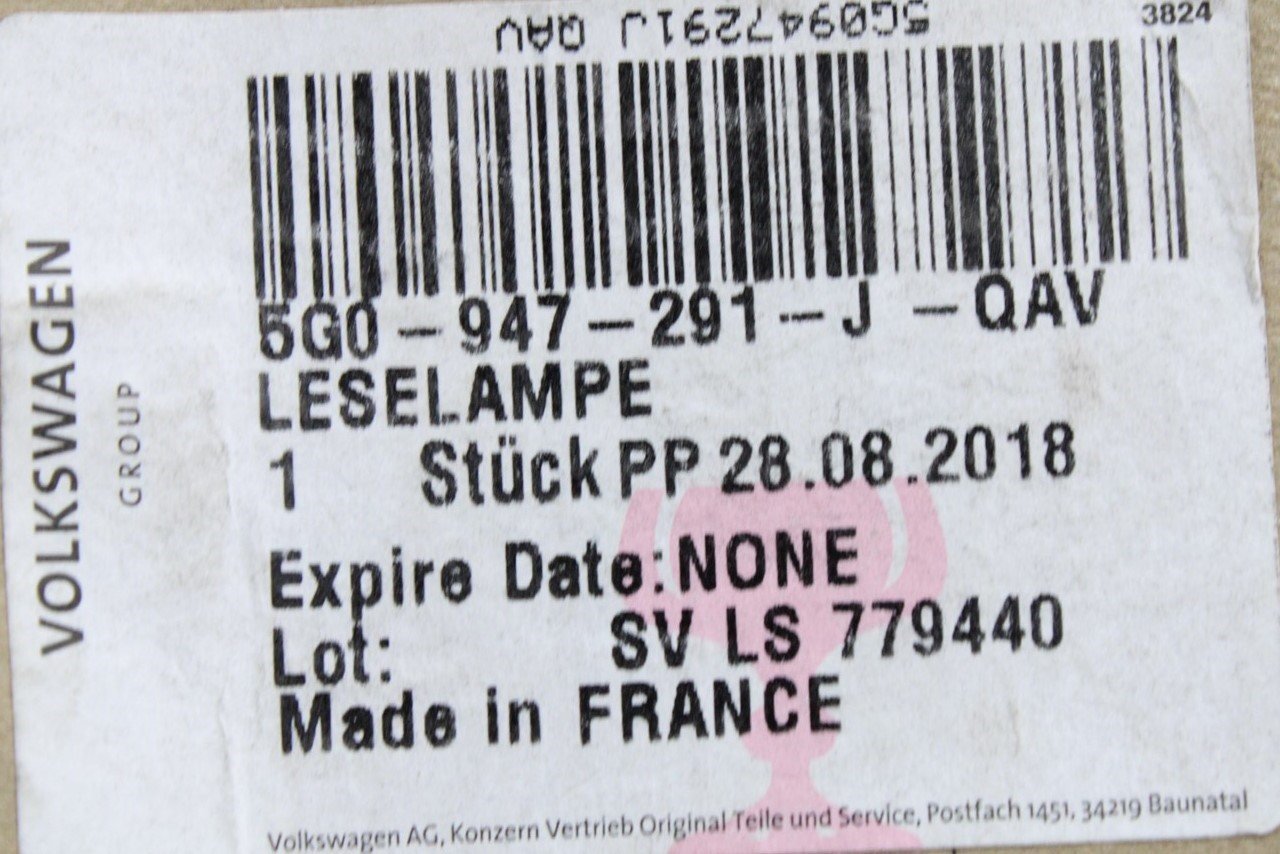 5G0947291J QAV
3824
5G0-947-291-J -QAV
LESELAMPE
1 Stück PP 28.08.2018
Expire Date: NONE
Lot: SV LS 779440
Made in FRANCE
Volkswagen AG, Konzern Vertrieb Original Teile und Service, Postfach 1451, 34219 Baunatal
VOLKSWAGEN
GROUP